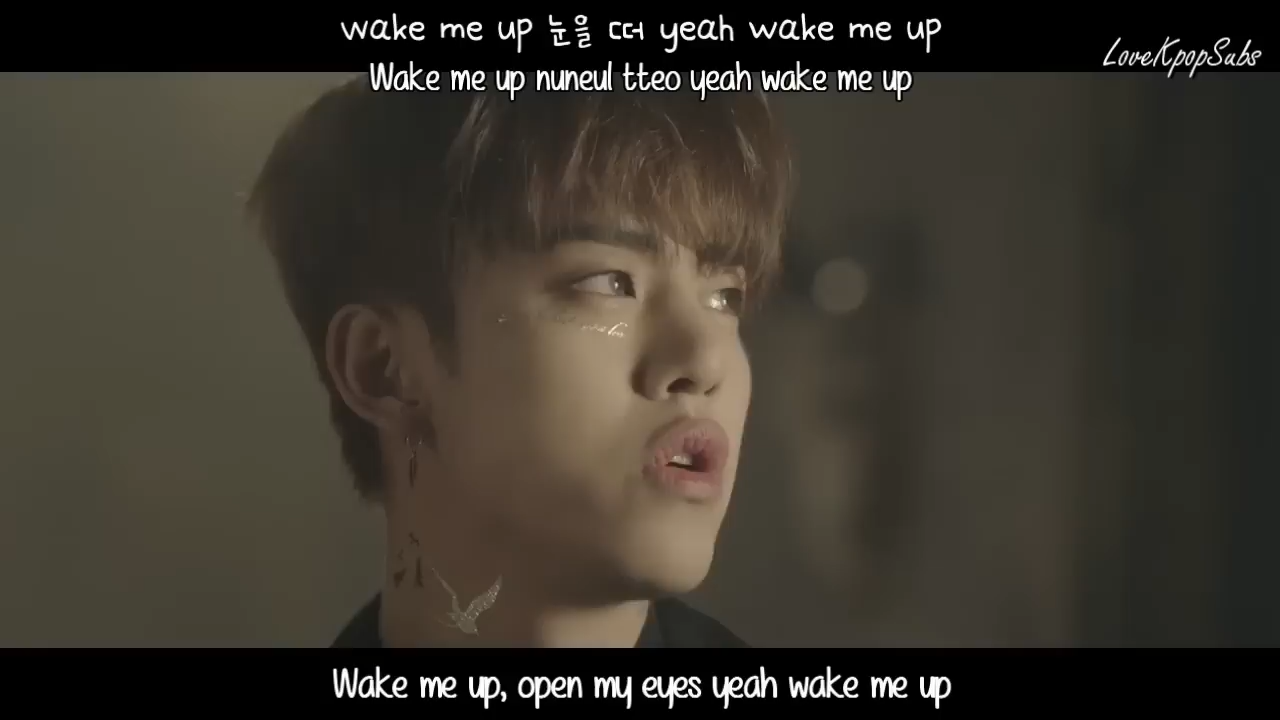 wake me up 눈을 떠 yeah wake me up
Wake me up nuneul tteo yeah wake me up
LoveKpopSubs
Wake me up, open my eyes yeah wake me up